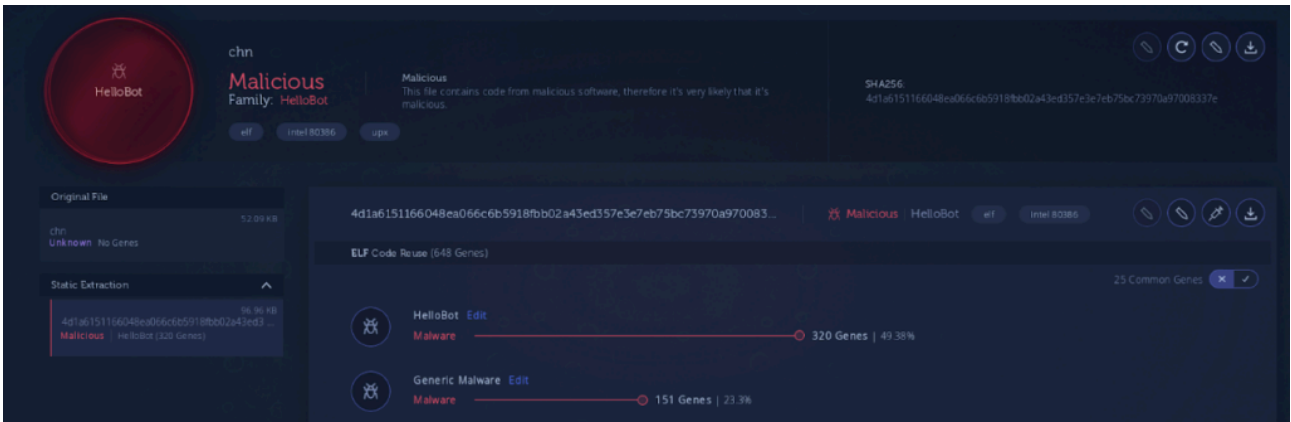 HelloBot
chn
Malicious
Family: HelloBot
elf intel 80386 upx
Malicious
This file contains code from malicious software, therefore it's very likely that it's
malicious.
SHA256:
4d1a6151166048ea066c6b5918fbb02a43ed357e3e7eb75bc73970a97008337e
Original File
52.09 KB
chn
Unknown No Genes
Static Extraction
96.96 KB
4d1a6151166048ea066c6b5918fbb02a43ed3 ...
Malicious | HelloBot (320 Genes)
4d1a6151166048ea066c6b5918fbb02a43ed357e3e7eb75bc73970a970083...
Malicious | HelloBot elf intel 80386
ELF Code Reuse (648 Genes)
25 Common Genes
HelloBot Edit
Malware 320 Genes | 49.38%
Generic Malware Edit
Malware 151 Genes | 23.3%